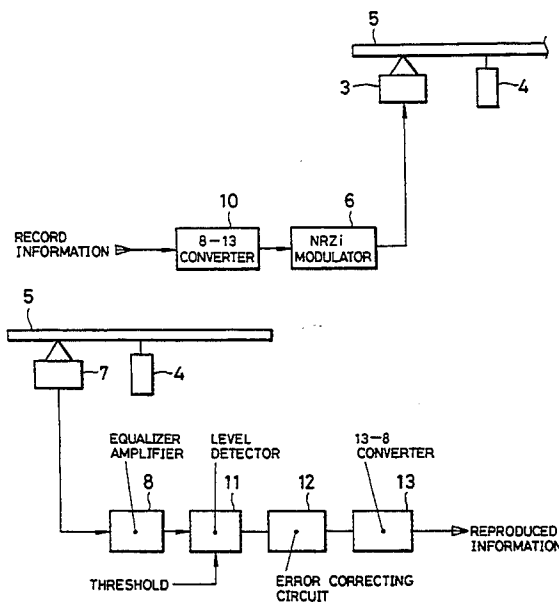 5
3
4
10
6
RECORD
INFORMATION
8-13
CONVERTER
NRZi
MODULATOR
5
7
4
EQUALIZER
AMPLIFIER
LEVEL
DETECTOR
13-8
CONVERTER
8
11
12
13
REPRODUCED
INFORMATION
THRESHOLD
ERROR CORRECTING
CIRCUIT